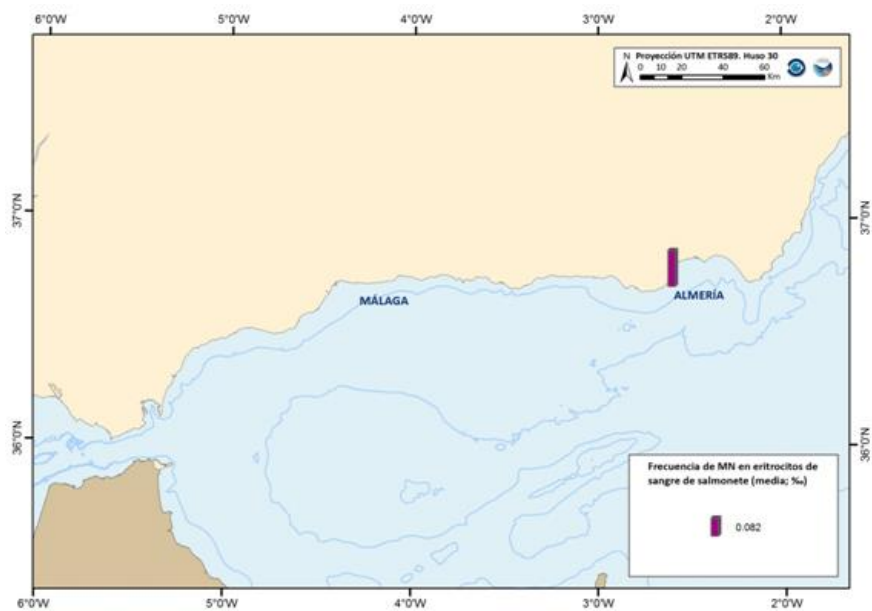 6°0'W 5°0'W 4°0'W 3°0'W 2°0'W
N Proyección UTM ETRS89. Huso 30
0 10 20 40 60
Km
37°0'N 37°0'N
MÁLAGA ALMERÍA
36°0'N 36°0'N
Frecuencia de MN en eritrocitos de
sangre de salmonete (media; ‰)
0.082
6°0'W 5°0'W 4°0'W 3°0'W 2°0'W